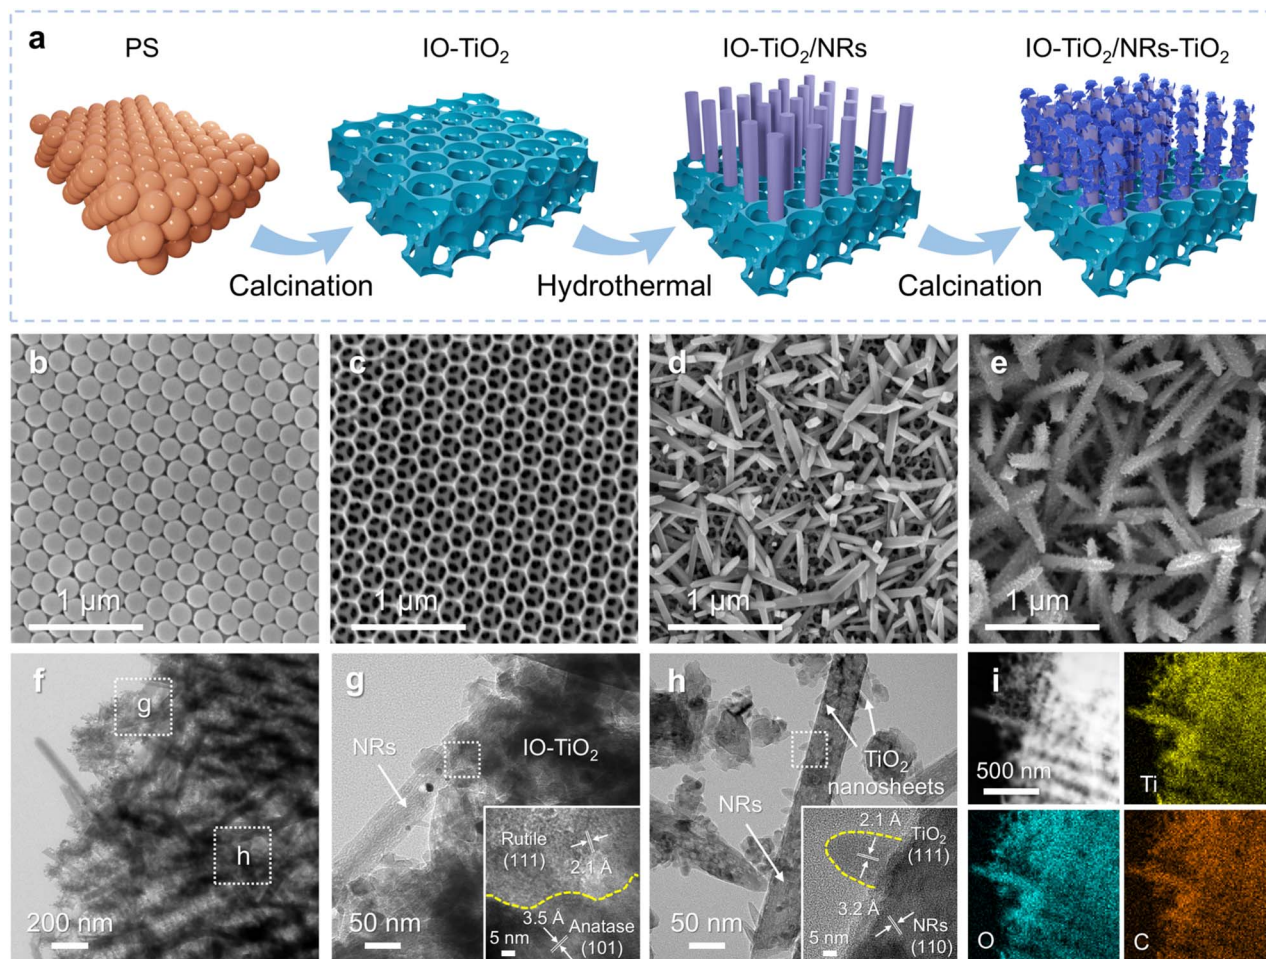 a
PS
IO-TiO₂
IO-TiO₂/NRs
IO-TiO₂/NRs-TiO₂
Calcination
Hydrothermal
Calcination
b
1 μm
c
1 μm
d
1 μm
e
1 μm
f
g
h
200 nm
g
NRs
IO-TiO₂
50 nm
Rutile
(111)
2.1 Å
3.5 Å
Anatase
(101)
5 nm
h
TiO₂
nanosheets
NRs
50 nm
2.1 Å
TiO₂
(111)
3.2 Å
NRs
(110)
5 nm
i
500 nm
Ti
O
C